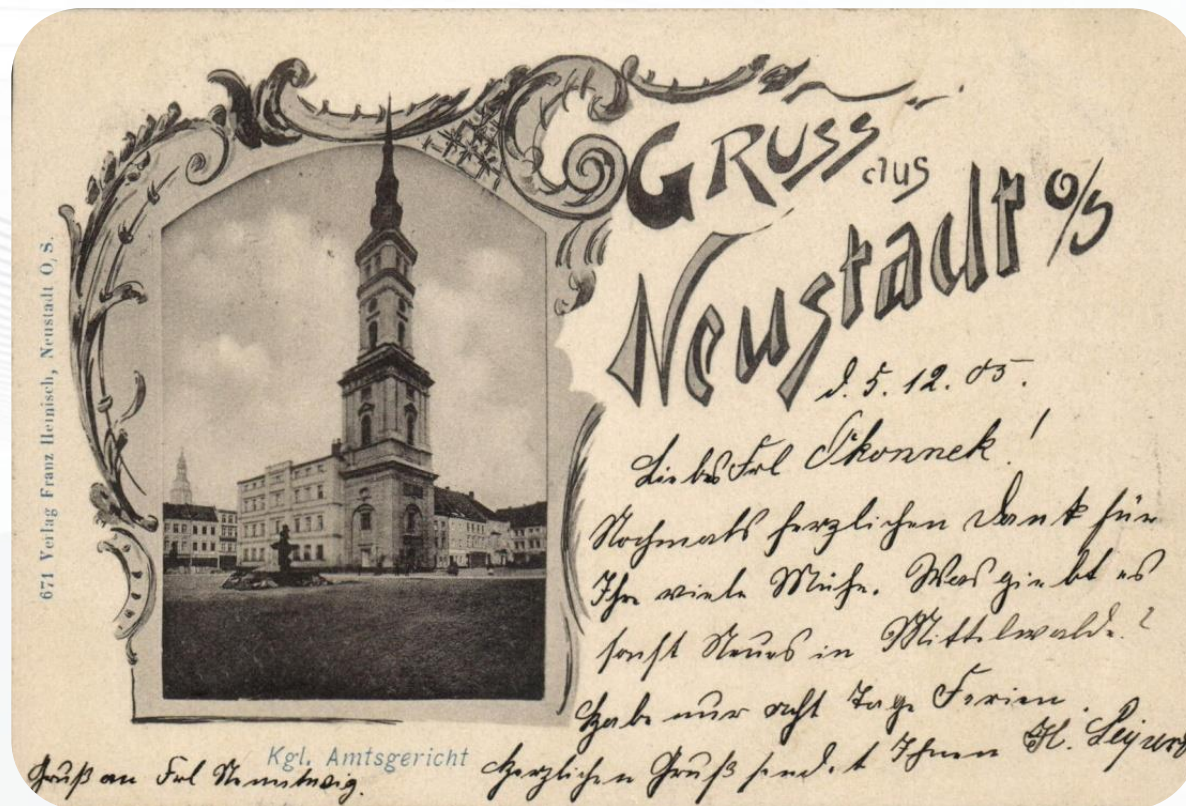 GRUSS
aus
Neustadt O/S
d. 5. 12. 05.
Liebes Frl Skonnek!
Nochmals herzlichen Dank für
Ihre viele Mühe. Was giebt es
sonst Neues in Mittelwalde?
Habe nur acht Tage Ferien.
Herzlichen Gruß sendet Ihnen H.
Gruß an Frl
Kgl. Amtsgericht
671 Verlag Franz Heinisch, Neustadt O, S.